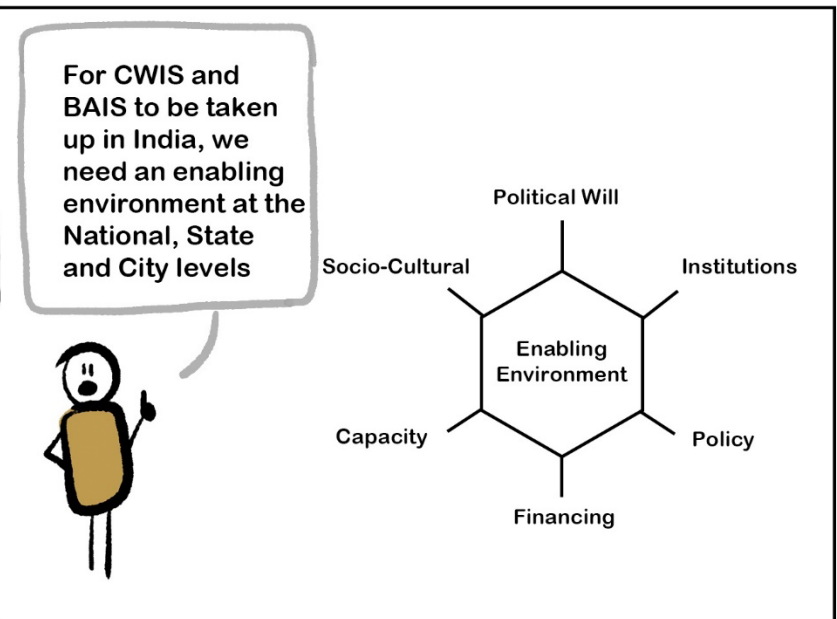 For CWIS and
BAIS to be taken
up in India, we
need an enabling
environment at the
National, State
and City levels
Political Will
Socio-Cultural
Institutions
Enabling
Environment
Capacity
Policy
Financing